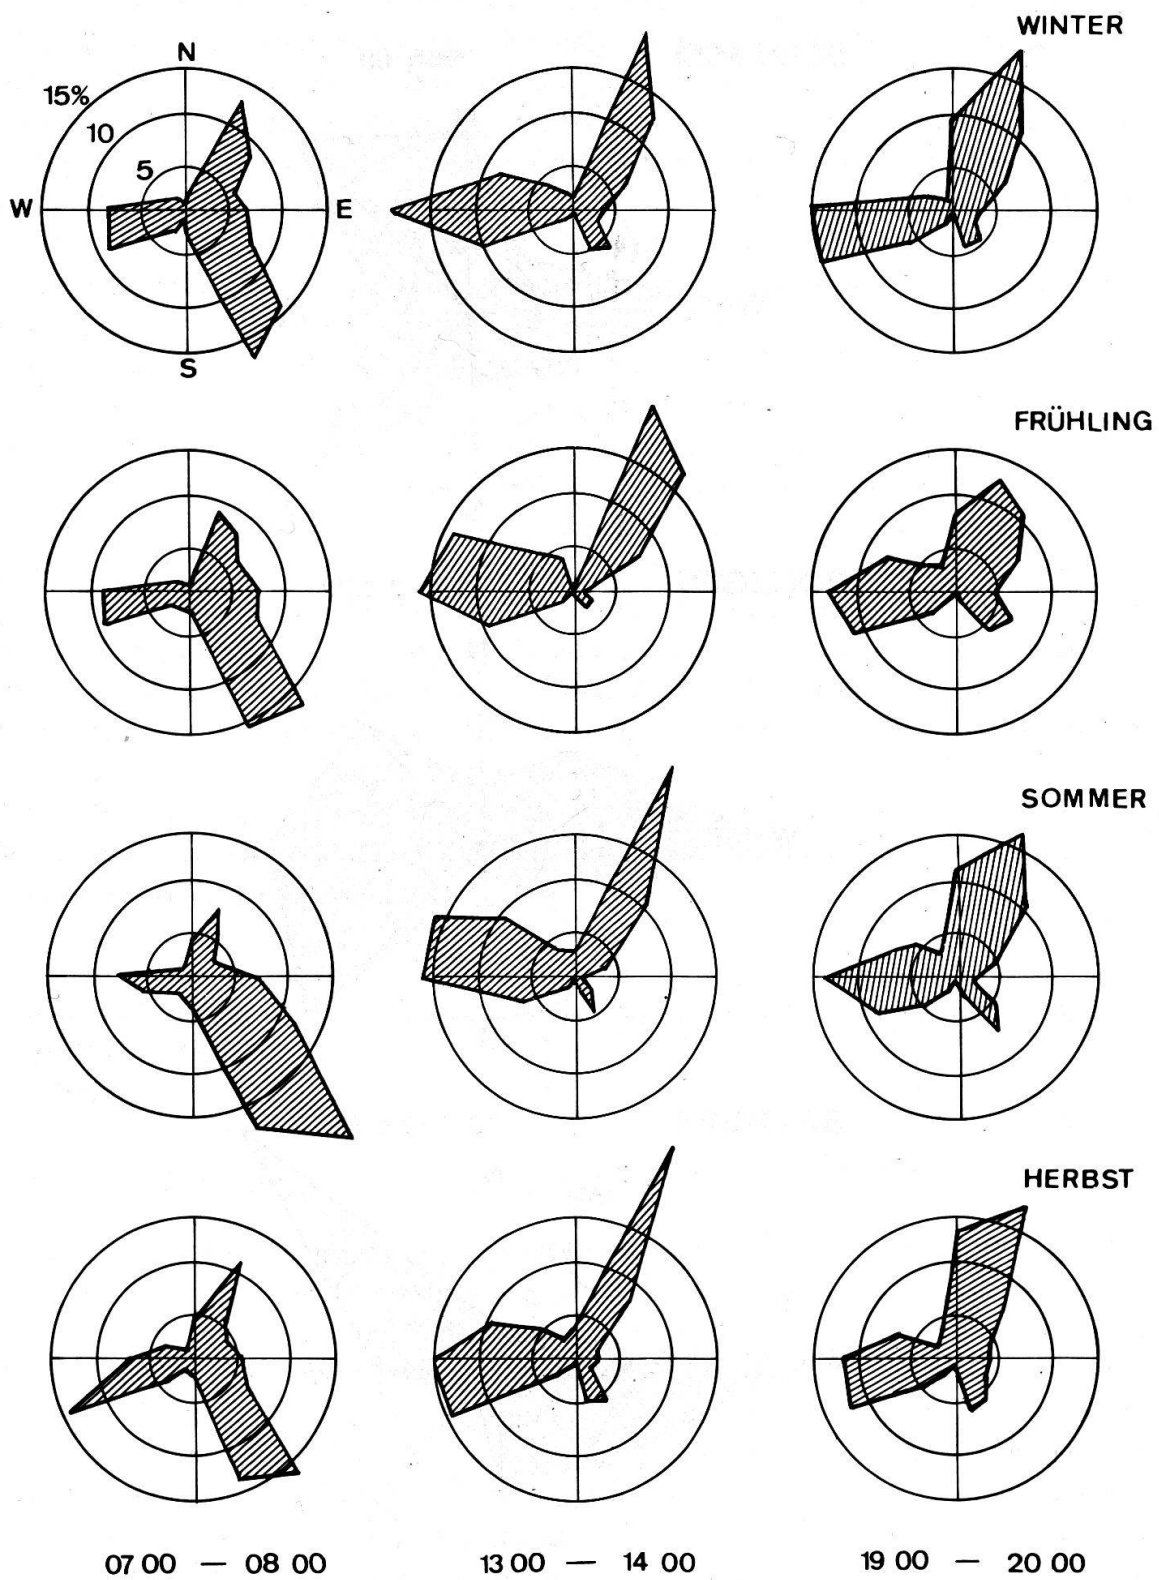 WINTER
N
15%
10
5
W
E
S
FRÜHLING
SOMMER
HERBST
07 00 — 08 00
13 00 — 14 00
19 00 — 20 00